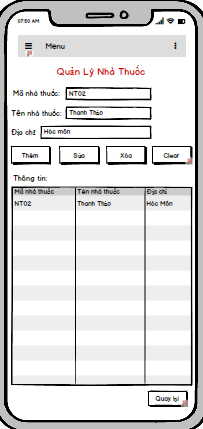 07:50 AM
Menu
Quản Lý Nhà Thuốc
Mã nhà thuốc: NT02
Tên nhà thuốc: Thanh Thảo
Địa chỉ Hóc môn
Thêm Sửa Xóa Clear
Thông tin:
Mã nhà thuốc Tên nhà thuốc Địa chỉ
NT02 Thanh Thảo Hóc Môn
Quay lại